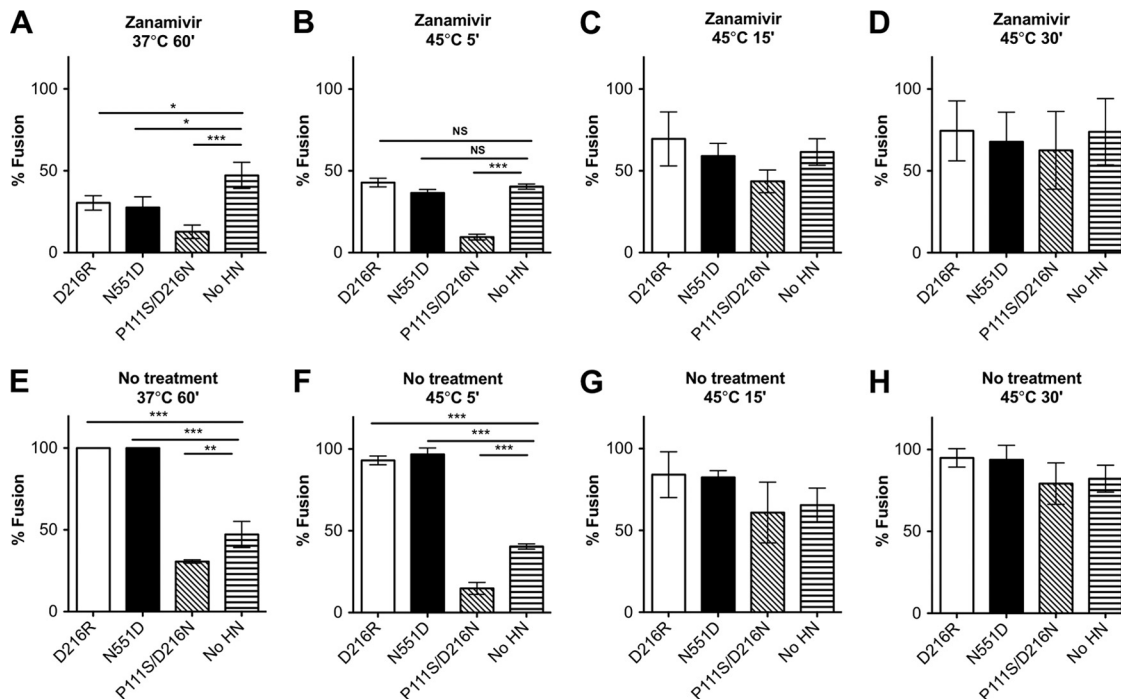 A
Zanamivir
37°C 60'
% Fusion
100
50
0
*
*
***
D216R
N551D
P111S/D216N
No HN
B
Zanamivir
45°C 5'
% Fusion
100
50
0
NS
NS
***
D216R
N551D
P111S/D216N
No HN
C
Zanamivir
45°C 15'
% Fusion
100
50
0
D216R
N551D
P111S/D216N
No HN
D
Zanamivir
45°C 30'
% Fusion
100
50
0
D216R
N551D
P111S/D216N
No HN
E
No treatment
37°C 60'
% Fusion
100
50
0
***
***
**
D216R
N551D
P111S/D216N
No HN
F
No treatment
45°C 5'
% Fusion
100
50
0
***
***
***
D216R
N551D
P111S/D216N
No HN
G
No treatment
45°C 15'
% Fusion
100
50
0
D216R
N551D
P111S/D216N
No HN
H
No treatment
45°C 30'
% Fusion
100
50
0
D216R
N551D
P111S/D216N
No HN